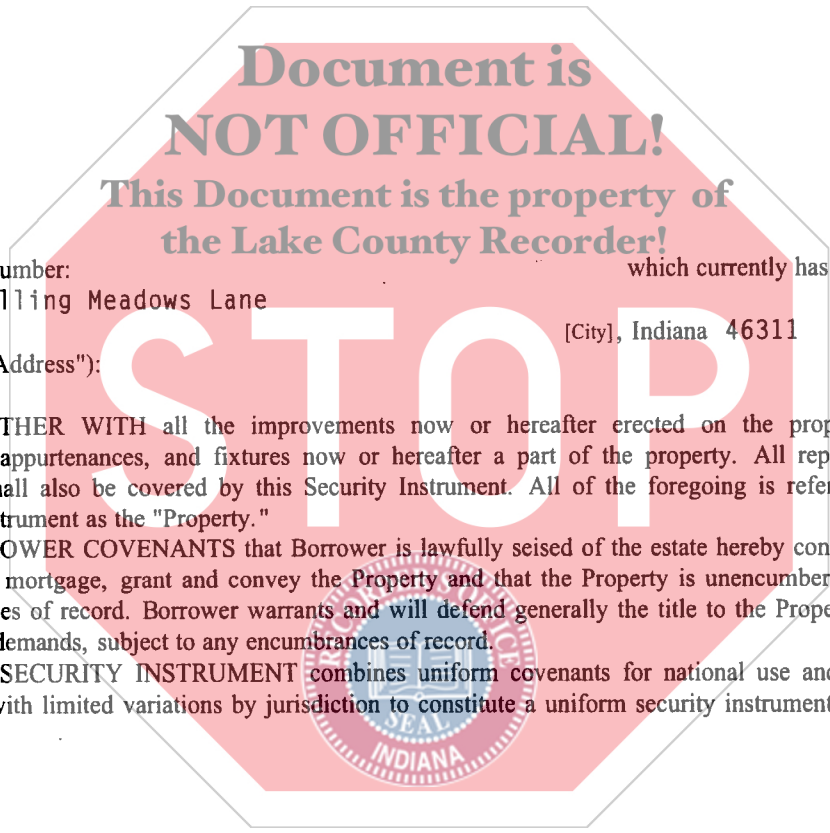 Document is
NOT OFFICIAL!
This Document is the property of
the Lake County Recorder!
umber: which currently has
lling Meadows Lane
[City], Indiana 46311
Address"):
STOP
THER WITH all the improvements now or hereafter erected on the prop
appurtenances, and fixtures now or hereafter a part of the property. All rep
all also be covered by this Security Instrument. All of the foregoing is refer
trument as the "Property."
OWER COVENANTS that Borrower is lawfully seised of the estate hereby con
mortgage, grant and convey the Property and that the Property is unencumber
es of record. Borrower warrants and will defend generally the title to the Prope
demands, subject to any encumbrances of record.
SECURITY INSTRUMENT combines uniform covenants for national use and
with limited variations by jurisdiction to constitute a uniform security instrument
RECORDER'S OFFICE
SEAL
INDIANA